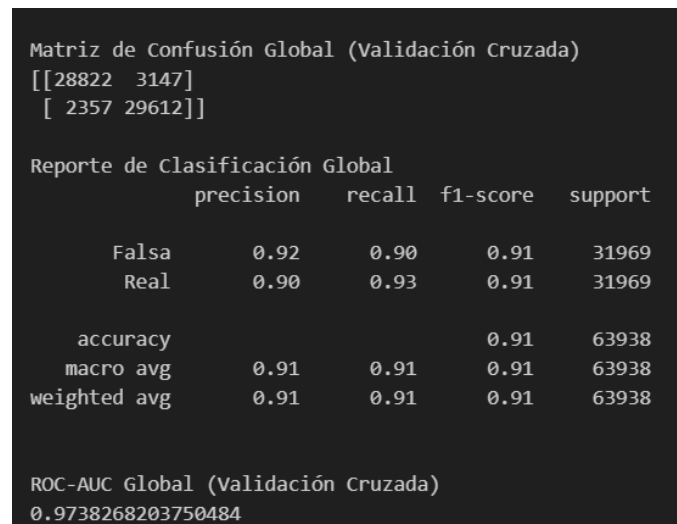 Matriz de Confusión Global (Validación Cruzada)
[[28822  3147]
 [ 2357 29612]]
Reporte de Clasificación Global
              precision    recall  f1-score   support
       Falsa       0.92      0.90      0.91     31969
        Real       0.90      0.93      0.91     31969
    accuracy                           0.91     63938
   macro avg       0.91      0.91      0.91     63938
weighted avg       0.91      0.91      0.91     63938
ROC-AUC Global (Validación Cruzada)
0.9738268203750484